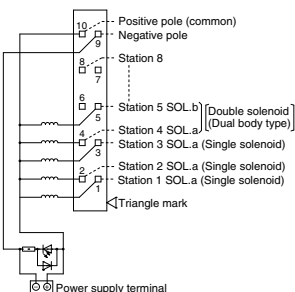 10
Positive pole (common)
9
Negative pole
8
Station 8
7
6
Station 5 SOL.b
5
Double solenoid
(Dual body type)
4
Station 4 SOL.a
Station 3 SOL.a (Single solenoid)
3
Station 2 SOL.a (Single solenoid)
2
Station 1 SOL.a (Single solenoid)
1
Triangle mark
Power supply terminal